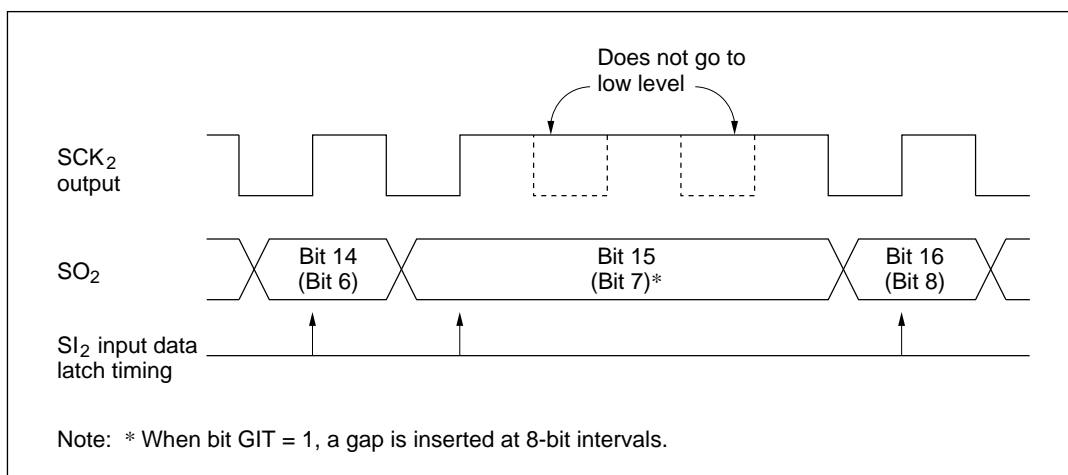 Does not go to
low level
SCK₂
output
SO₂
Bit 14
(Bit 6)
Bit 15
(Bit 7)*
Bit 16
(Bit 8)
SI₂ input data
latch timing
Note: * When bit GIT = 1, a gap is inserted at 8-bit intervals.